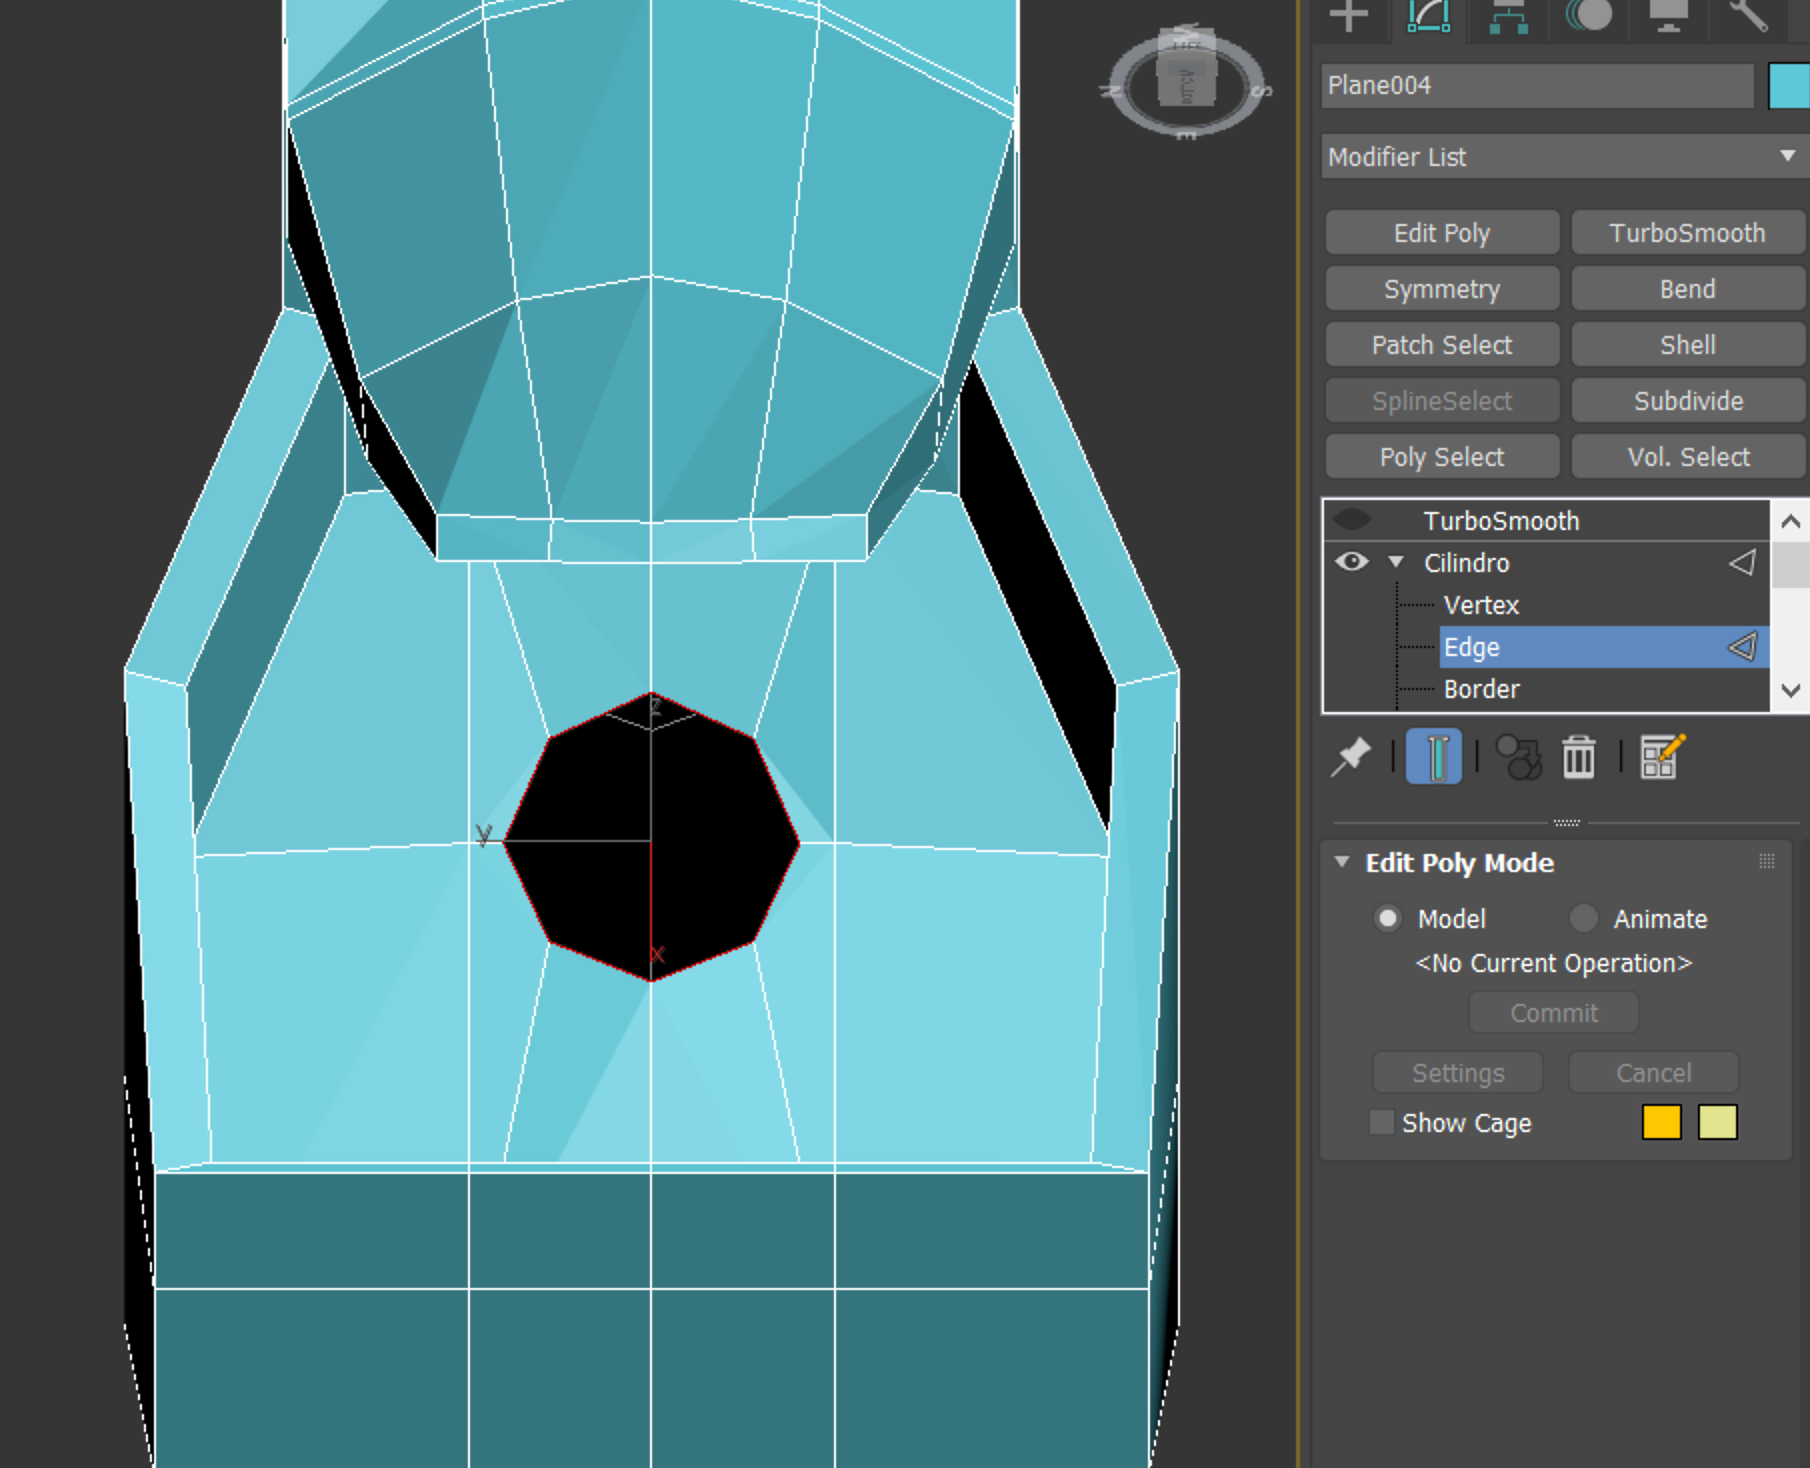 Plane004
Modifier List
Edit Poly
TurboSmooth
Symmetry
Bend
Patch Select
Shell
SplineSelect
Subdivide
Poly Select
Vol. Select
TurboSmooth
Cilindro
Vertex
Edge
Border
Edit Poly Mode
Model
Animate
<No Current Operation>
Commit
Settings
Cancel
Show Cage
W
N
S
E
z
y
x